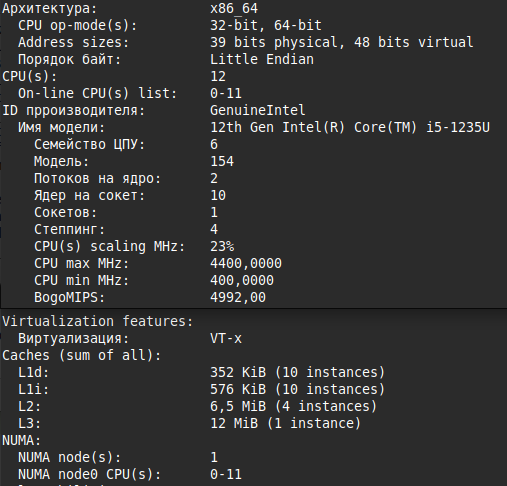 Архитектура: x86_64
CPU op-mode(s): 32-bit, 64-bit
Address sizes: 39 bits physical, 48 bits virtual
Порядок байт: Little Endian
CPU(s): 12
On-line CPU(s) list: 0-11
ID прроизводителя: GenuineIntel
Имя модели: 12th Gen Intel(R) Core(TM) i5-1235U
Семейство ЦПУ: 6
Модель: 154
Потоков на ядро: 2
Ядер на сокет: 10
Сокетов: 1
Степпинг: 4
CPU(s) scaling MHz: 23%
CPU max MHz: 4400,0000
CPU min MHz: 400,0000
BogoMIPS: 4992,00
Virtualization features:
Виртуализация: VT-x
Caches (sum of all):
L1d: 352 KiB (10 instances)
L1i: 576 KiB (10 instances)
L2: 6,5 MiB (4 instances)
L3: 12 MiB (1 instance)
NUMA:
NUMA node(s): 1
NUMA node0 CPU(s): 0-11